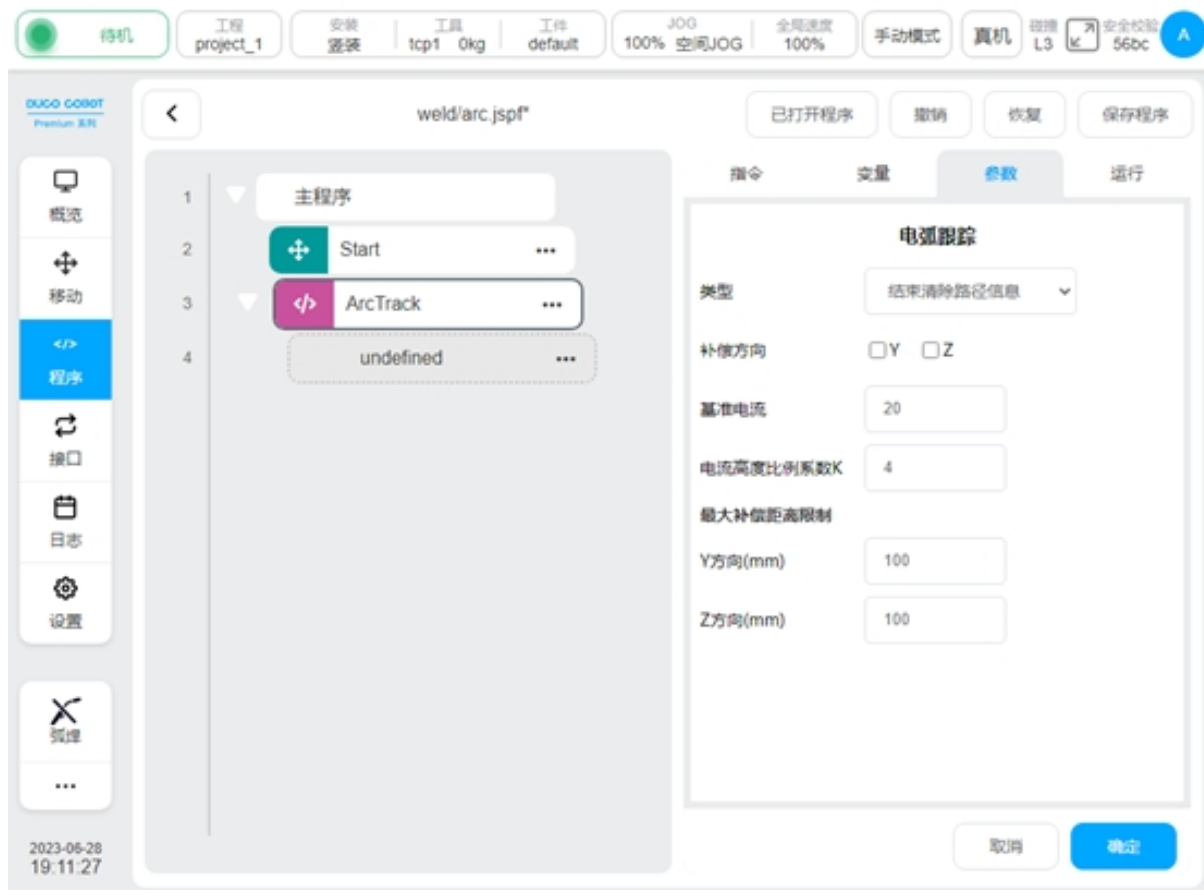 待机
工程
project_1
安装
竖装
工具
tcp1 0kg
工件
default
JOG
100% 空间JOG
全局速度
100%
手动模式
真机
碰撞
L3
安全校验
56bc
A
DUCO COBOT
Premium 系列
weld/arc.jspf*
已打开程序
撤销
恢复
保存程序
概览
移动
</>
程序
接口
日志
设置
弧焊
...
2023-06-28
19:11:27
1 主程序
2 Start ...
3 </> ArcTrack ...
4 undefined ...
指令 变量 参数 运行
电弧跟踪
类型 结束清除路径信息
补偿方向 Y Z
基准电流 20
电流高度比例系数K 4
最大补偿距离限制
Y方向(mm) 100
Z方向(mm) 100
取消 确定